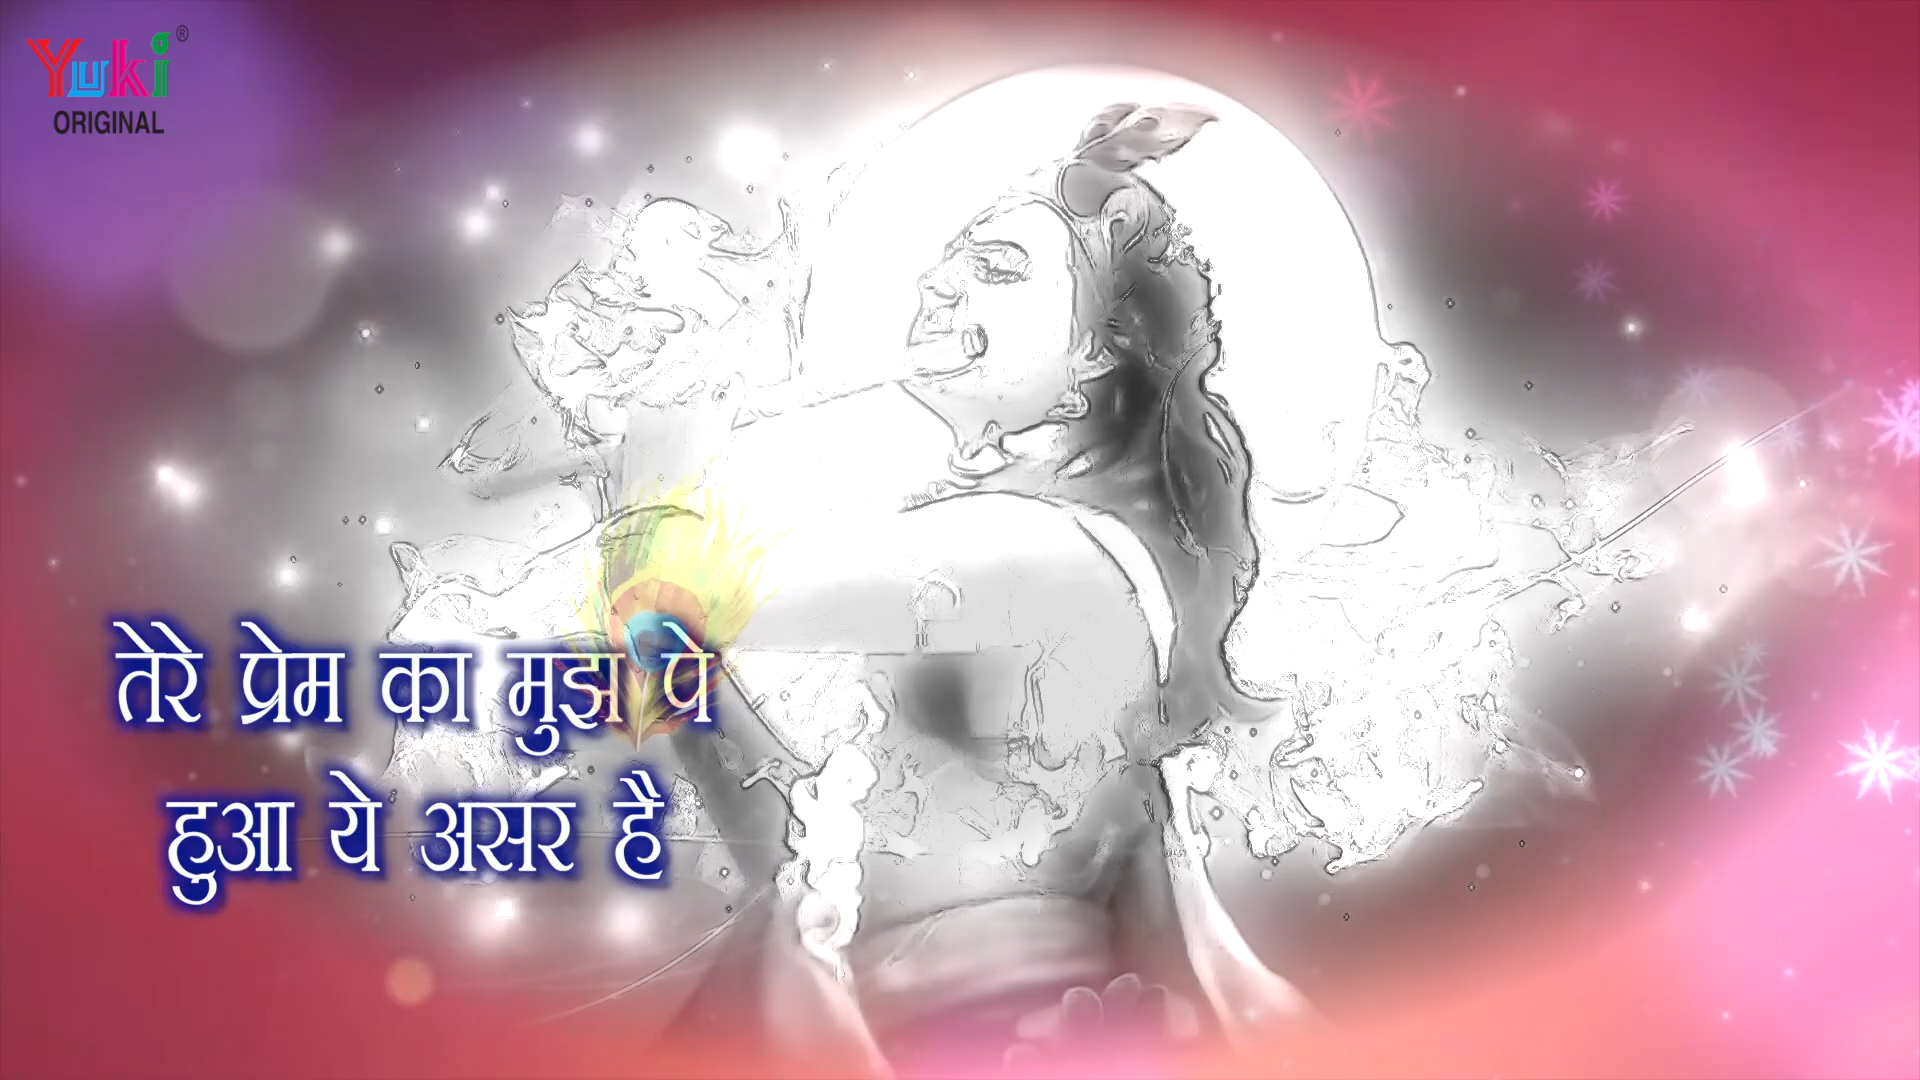 Yuki®
ORIGINAL
तेरे प्रेम का मुझ पे
हुआ ये असर है